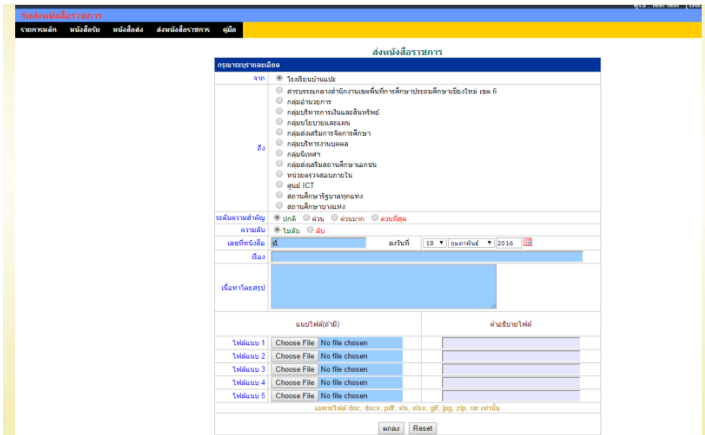 รับส่งหนังสือราชการ
รายการหลัก หนังสือรับ หนังสือส่ง ส่งหนังสือราชการ คู่มือ
ส่งหนังสือราชการ
กรุณาระบุรายละเอียด
จาก โรงเรียนบ้านแปะ
ถึง
สารบรรณกลางสำนักงานเขตพื้นที่การศึกษาประถมศึกษาเชียงใหม่ เขต 6
กลุ่มอำนวยการ
กลุ่มบริหารการเงินและสินทรัพย์
กลุ่มนโยบายและแผน
กลุ่มส่งเสริมการจัดการศึกษา
กลุ่มบริหารงานบุคคล
กลุ่มนิเทศฯ
กลุ่มส่งเสริมสถานศึกษาเอกชน
หน่วยตรวจสอบภายใน
ศูนย์ ICT
สถานศึกษารัฐบาลทุกแห่ง
สถานศึกษาบางแห่ง
ระดับความสำคัญ ปกติ ด่วน ด่วนมาก ด่วนที่สุด
ความลับ ไม่ลับ ลับ
เลขที่หนังสือ ที่ ลงวันที่ 18 กุมภาพันธ์ 2016
เรื่อง
เนื้อหาโดยสรุป
แนบไฟล์(ถ้ามี) คำอธิบายไฟล์
ไฟล์แนบ 1 Choose File No file chosen
ไฟล์แนบ 2 Choose File No file chosen
ไฟล์แนบ 3 Choose File No file chosen
ไฟล์แนบ 4 Choose File No file chosen
ไฟล์แนบ 5 Choose File No file chosen
เฉพาะไฟล์ doc, docx, pdf, xls, xlsx, gif, jpg, zip, rar เท่านั้น
ตกลง Reset